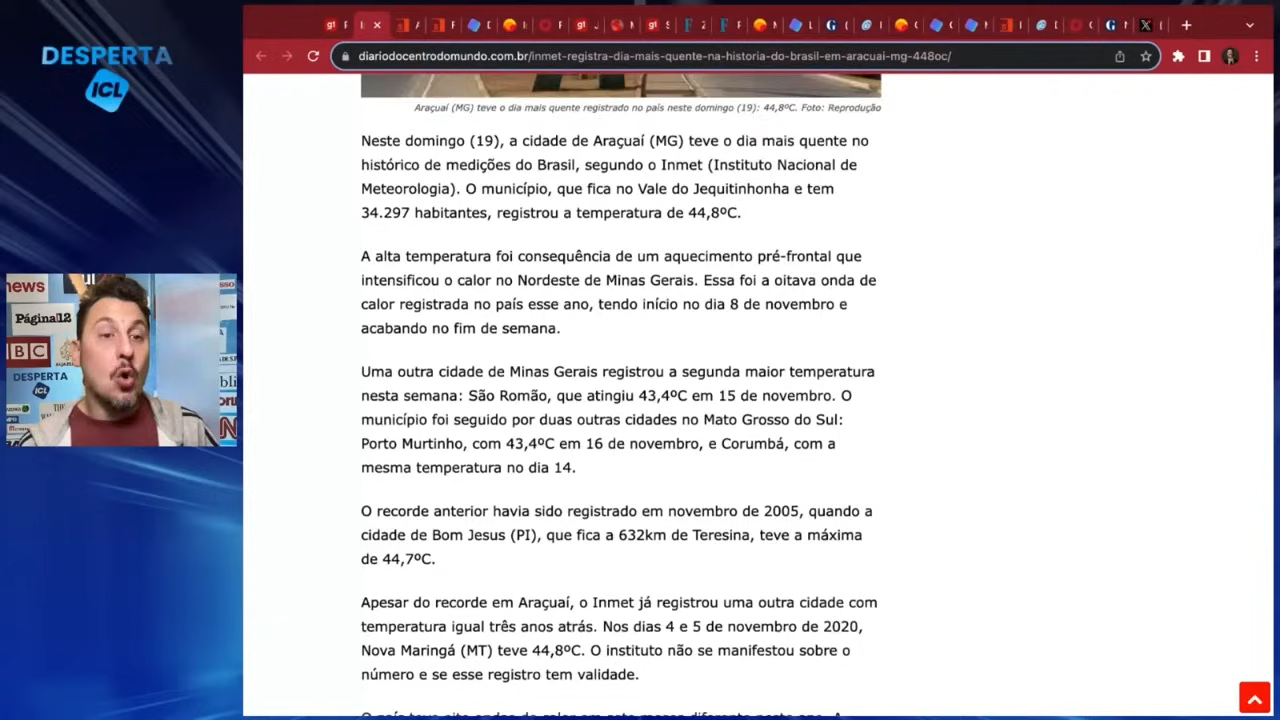 DESPERTA
ICL
diariodocentrodomundo.com.br/inmet-registra-dia-mais-quente-na-historia-do-brasil-em-aracuai-mg-448oc/
Araçuaí (MG) teve o dia mais quente registrado no país neste domingo (19): 44,8ºC. Foto: Reprodução
Neste domingo (19), a cidade de Araçuaí (MG) teve o dia mais quente no
histórico de medições do Brasil, segundo o Inmet (Instituto Nacional de
Meteorologia). O município, que fica no Vale do Jequitinhonha e tem
34.297 habitantes, registrou a temperatura de 44,8ºC.
A alta temperatura foi consequência de um aquecimento pré-frontal que
intensificou o calor no Nordeste de Minas Gerais. Essa foi a oitava onda de
calor registrada no país esse ano, tendo início no dia 8 de novembro e
acabando no fim de semana.
Uma outra cidade de Minas Gerais registrou a segunda maior temperatura
nesta semana: São Romão, que atingiu 43,4ºC em 15 de novembro. O
município foi seguido por duas outras cidades no Mato Grosso do Sul:
Porto Murtinho, com 43,4ºC em 16 de novembro, e Corumbá, com a
mesma temperatura no dia 14.
O recorde anterior havia sido registrado em novembro de 2005, quando a
cidade de Bom Jesus (PI), que fica a 632km de Teresina, teve a máxima
de 44,7ºC.
Apesar do recorde em Araçuaí, o Inmet já registrou uma outra cidade com
temperatura igual três anos atrás. Nos dias 4 e 5 de novembro de 2020,
Nova Maringá (MT) teve 44,8ºC. O instituto não se manifestou sobre o
número e se esse registro tem validade.
news
Página12
BBC
DESPERTA
ICL
CNN